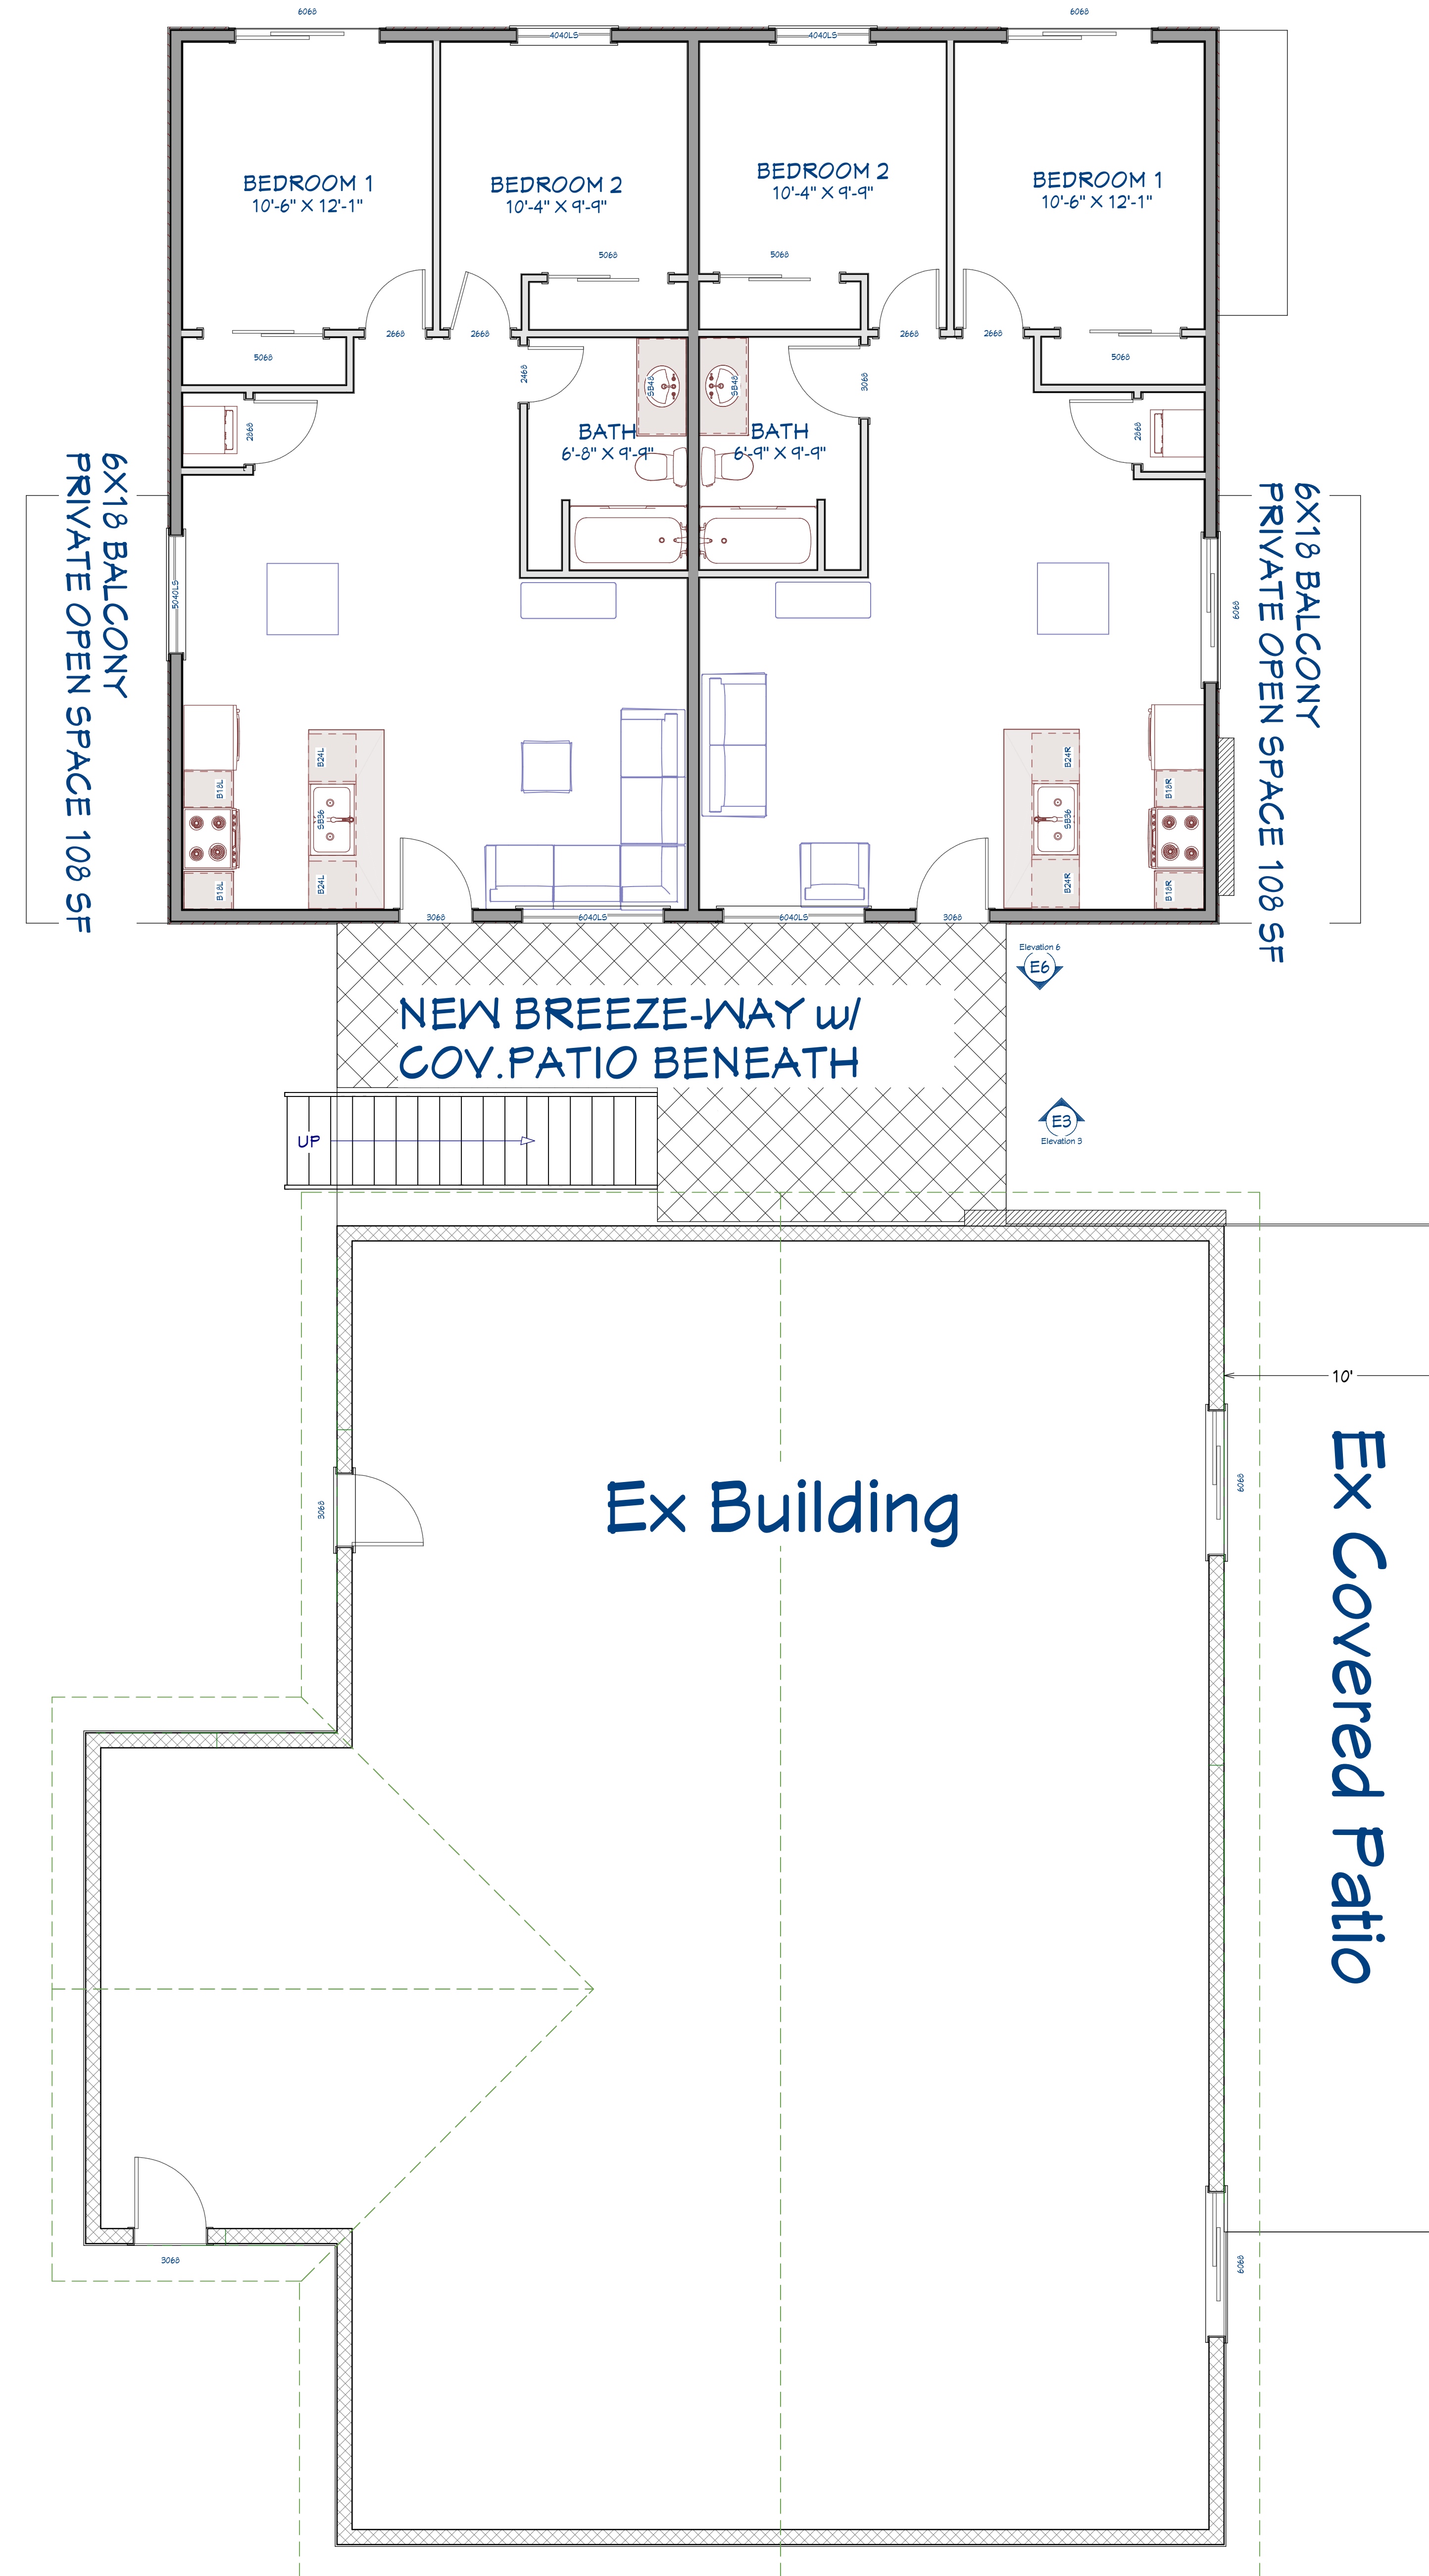 6068
6068
4040LS
4040LS
BEDROOM 1
10'-6" X 12'-1"
BEDROOM 2
10'-4" X 9'-9"
BEDROOM 2
10'-4" X 9'-9"
BEDROOM 1
10'-6" X 12'-1"
5068
5068
2668
2668
2668
2668
5068
5068
2468
SB48
SB48
3068
2868
2868
BATH
6'-8" X 9'-9"
BATH
6'-9" X 9'-9"
6X18 BALCONY
PRIVATE OPEN SPACE 108 SF
6X18 BALCONY
PRIVATE OPEN SPACE 108 SF
5040LS
6068
B24L
B24R
B18L
B18R
SB36
SB36
B24L
B24R
B18L
B18R
3068
6040LS
6040LS
3068
Elevation 6
E6
NEW BREEZE-WAY w/
COV.PATIO BENEATH
UP
E3
Elevation 3
10'
Ex Building
Ex Covered Patio
3068
6068
3068
6068